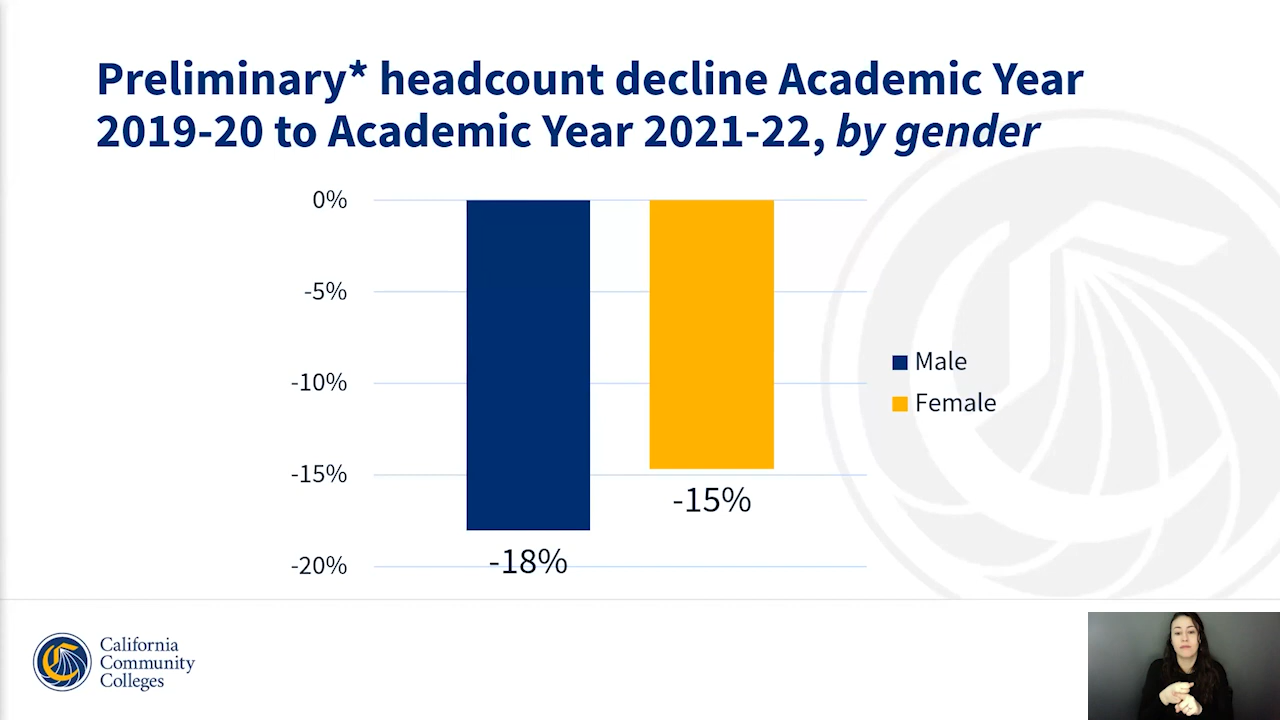 Preliminary* headcount decline Academic Year
2019-20 to Academic Year 2021-22, by gender
0%
-5%
-10%
-15%
-20%
-18%
-15%
Male
Female
California
Community
Colleges